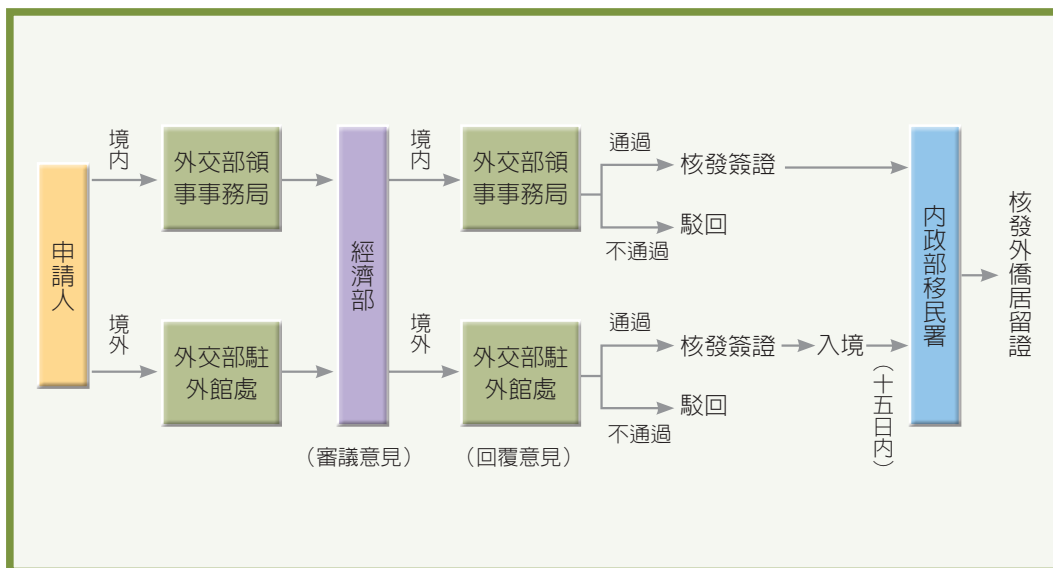 申請人
境內
外交部領
事事務局
境外
外交部駐
外館處
經濟部
(審議意見)
境內
外交部領
事事務局
境外
外交部駐
外館處
(回覆意見)
通過
核發簽證
不通過
駁回
通過
核發簽證
入境
(十五日內)
不通過
駁回
內政部移民署
核發外僑居留證